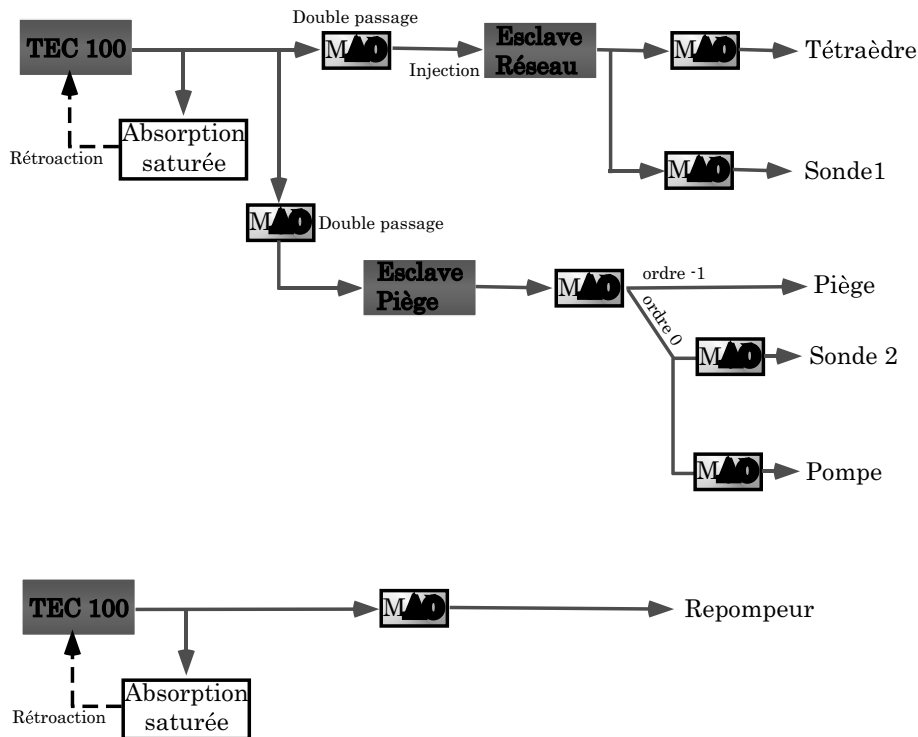 Double passage
TEC 100
MAO
Injection
Esclave
Réseau
MAO
Tétraèdre
Absorption
saturée
Rétroaction
MAO
Sonde1
MAO
Double passage
Esclave
Piège
MAO
ordre -1
Piège
ordre 0
MAO
Sonde 2
MAO
Pompe
TEC 100
MAO
Repompeur
Absorption
saturée
Rétroaction